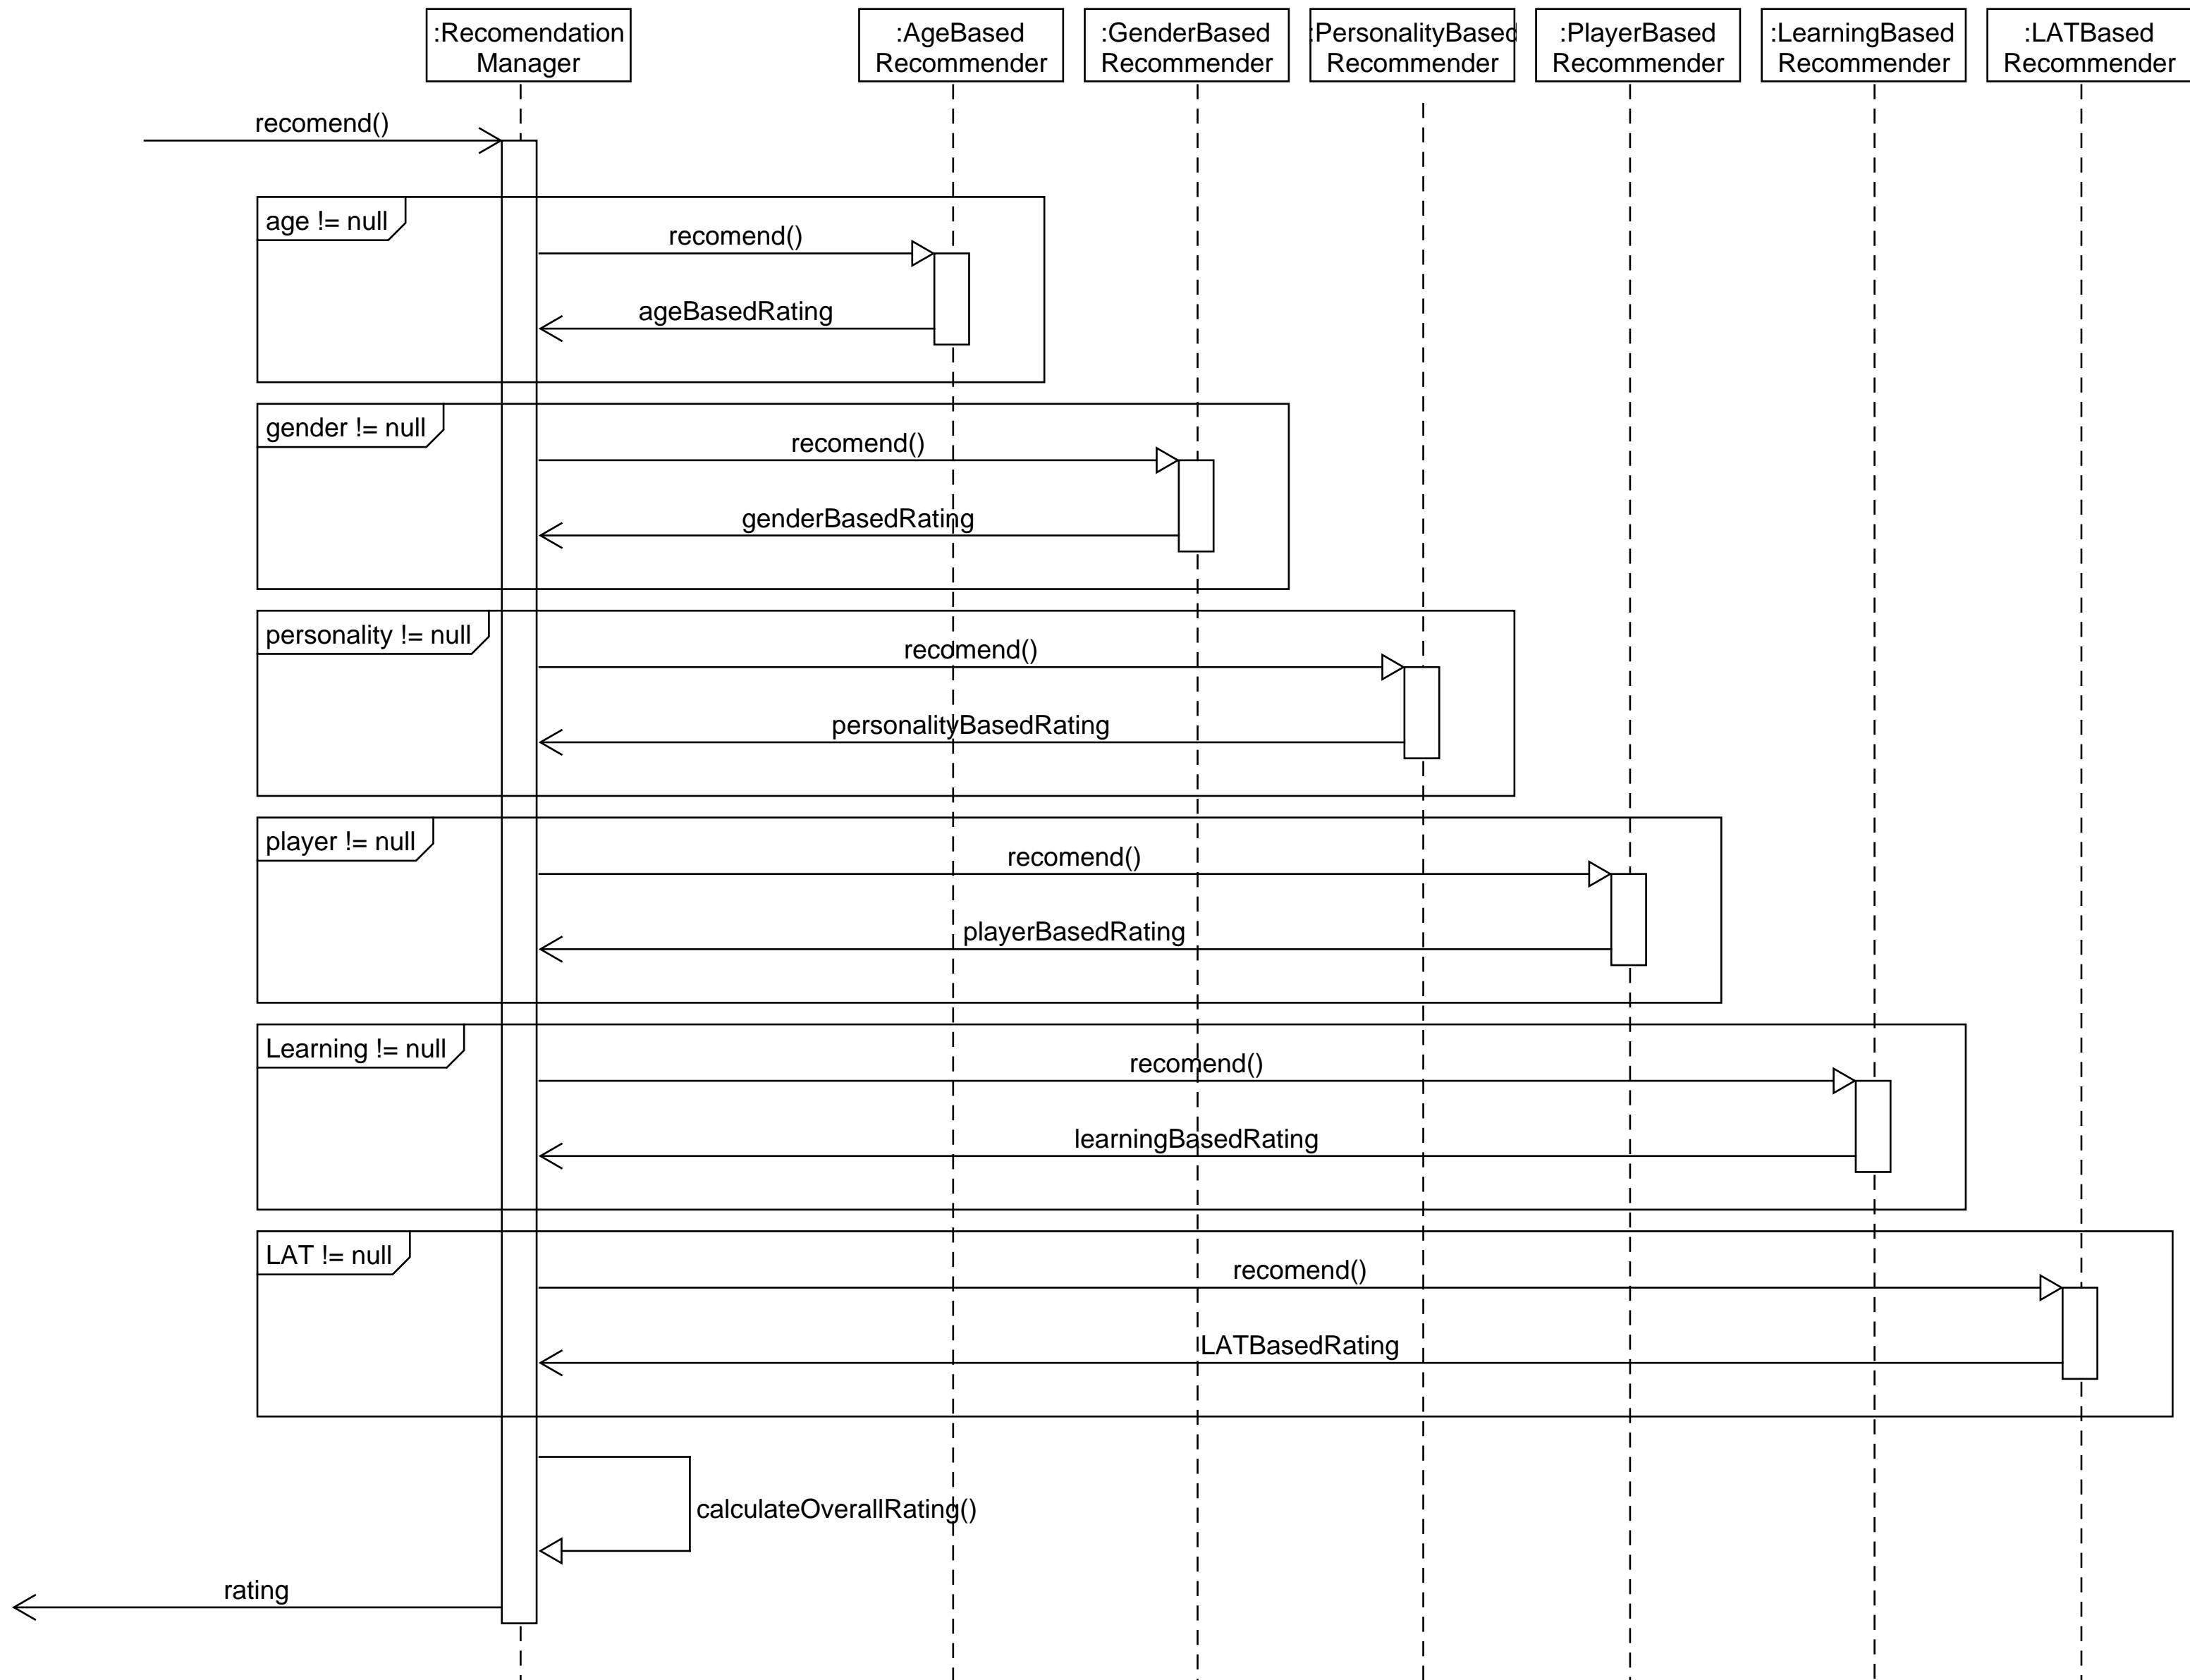 :Recomendation
Manager
:AgeBased
Recommender
:GenderBased
Recommender
:PersonalityBased
Recommender
:PlayerBased
Recommender
:LearningBased
Recommender
:LATBased
Recommender
recomend()
age != null
recomend()
ageBasedRating
gender != null
recomend()
genderBasedRating
personality != null
recomend()
personalityBasedRating
player != null
recomend()
playerBasedRating
Learning != null
recomend()
learningBasedRating
LAT != null
recomend()
LATBasedRating
calculateOverallRating()
rating